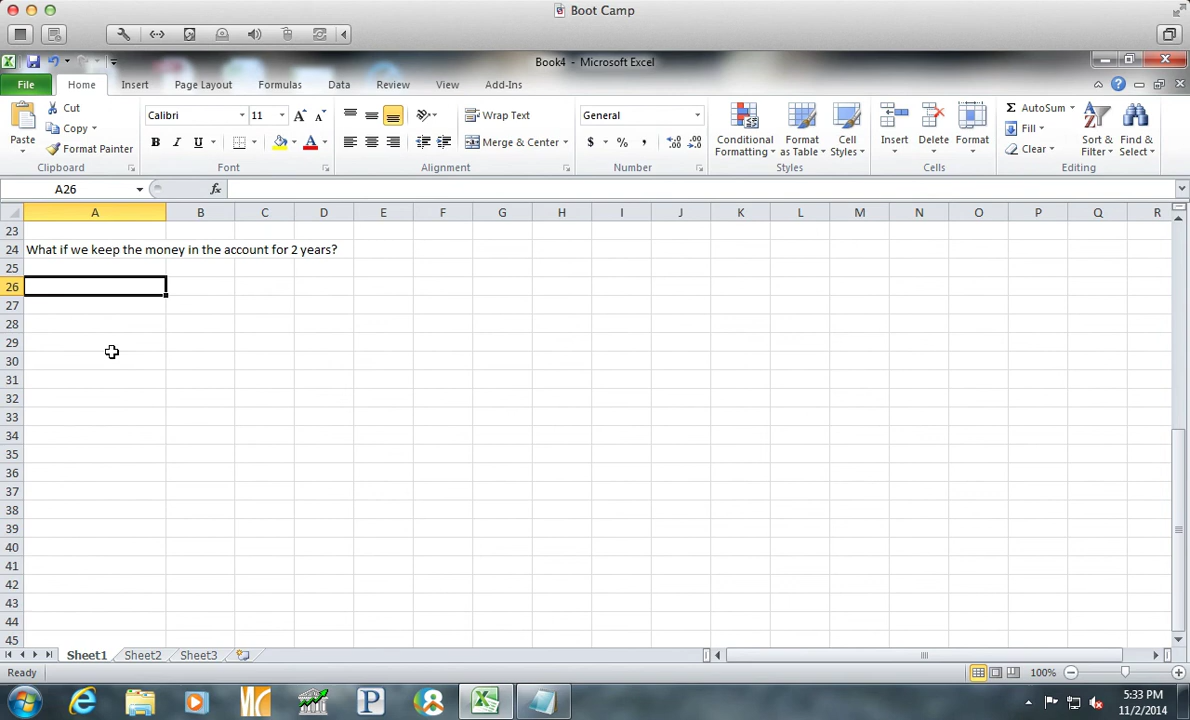 Boot Camp
Book4 - Microsoft Excel
File Home Insert Page Layout Formulas Data Review View Add-Ins
Paste
Cut
Copy
Format Painter
Clipboard
Calibri 11 A A
B I U A
Font
Wrap Text
Merge & Center
Alignment
General
$ % , .00 .0
Number
Conditional Formatting
Format as Table
Cell Styles
Styles
Insert Delete Format
Cells
AutoSum
Fill
Clear
Sort & Filter
Find & Select
Editing
A26 fx
A B C D E F G H I J K L M N O P Q R
23
24 What if we keep the money in the account for 2 years?
25
26
27
28
29
30
31
32
33
34
35
36
37
38
39
40
41
42
43
44
45
Sheet1 Sheet2 Sheet3
Ready 100%
5:33 PM
11/2/2014